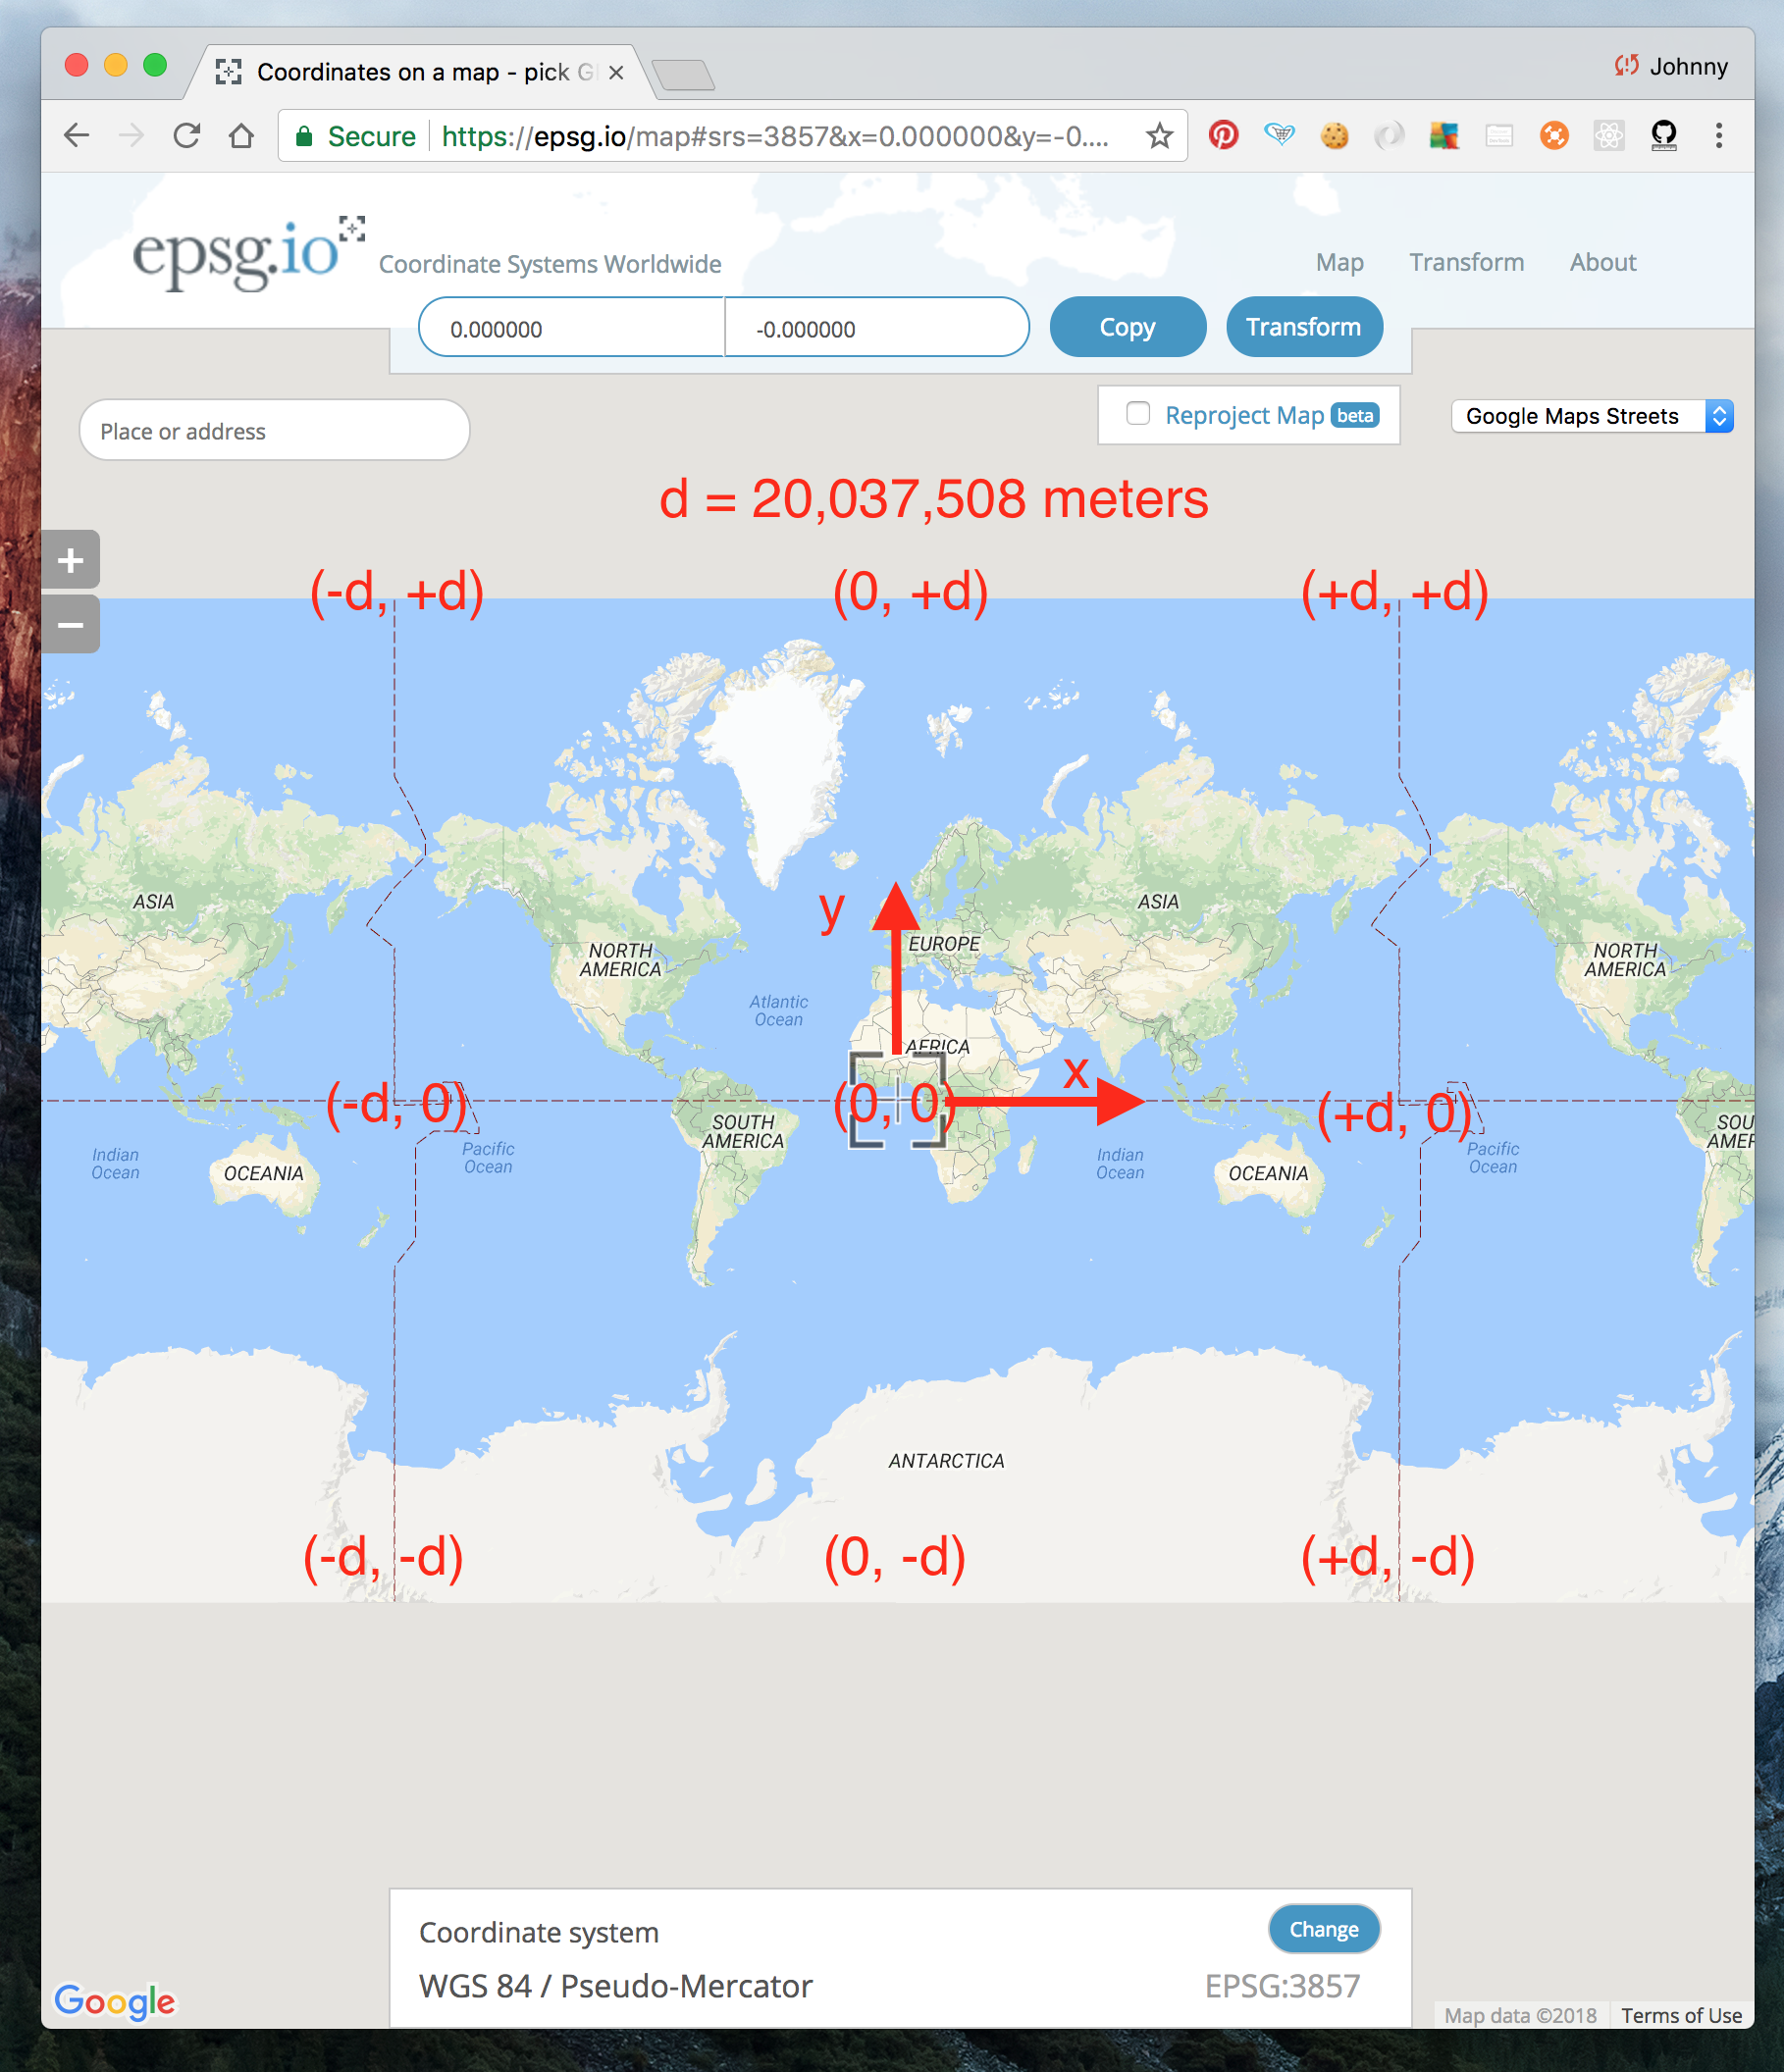 Coordinates on a map - pick G
Johnny
Secure https://epsg.io/map#srs=3857&x=0.000000&y=-0....
epsg.io Coordinate Systems Worldwide
Map Transform About
0.000000 -0.000000 Copy Transform
Place or address
Reproject Map beta
Google Maps Streets
d = 20,037,508 meters
+
(-d, +d) (0, +d) (+d, +d)
−
y
ASIA
ASIA
EUROPE
NORTH
AMERICA
NORTH
AMERICA
Atlantic
Ocean
AFRICA
x
(-d, 0) (0, 0) (+d, 0)
SOUTH
AMERICA
SOU
AMER
Indian
Ocean
Pacific
Ocean
Indian
Ocean
Pacific
Ocean
OCEANIA
OCEANIA
ANTARCTICA
(-d, -d) (0, -d) (+d, -d)
Coordinate system
Change
WGS 84 / Pseudo-Mercator
EPSG:3857
Google
Map data ©2018
Terms of Use